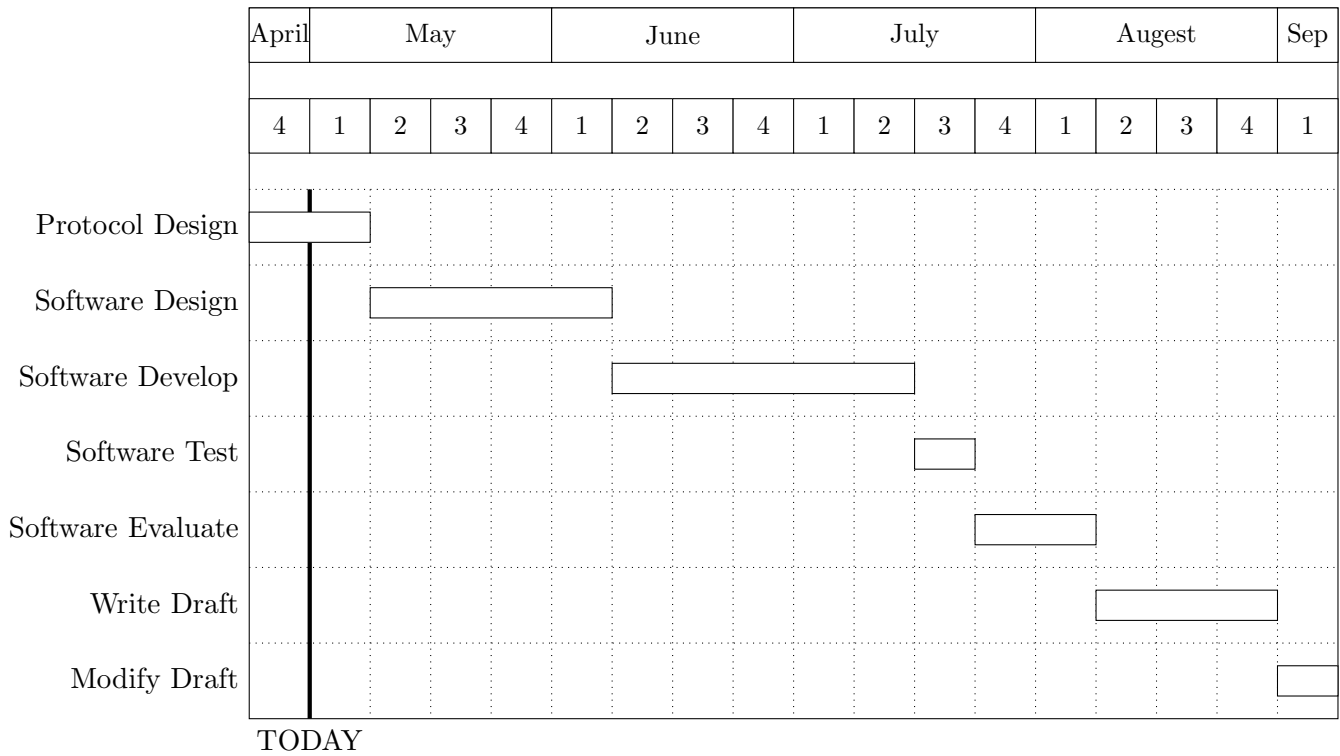 April May June July Augest Sep
4 1 2 3 4 1 2 3 4 1 2 3 4 1 2 3 4 1
Protocol Design
Software Design
Software Develop
Software Test
Software Evaluate
Write Draft
Modify Draft
TODAY